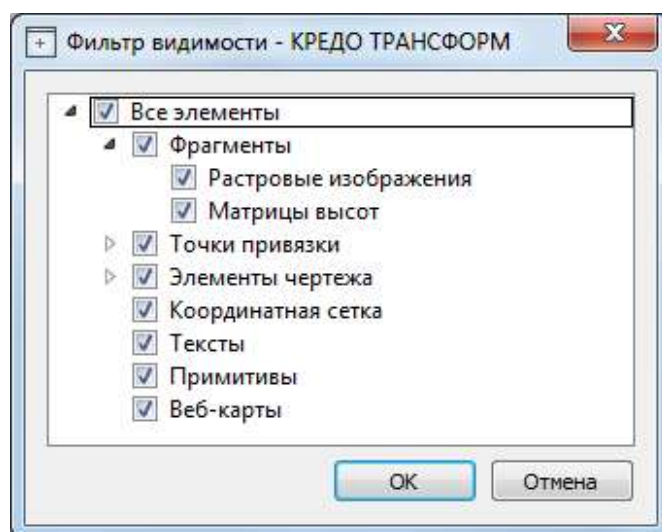 Фильтр видимости - КРЕДО ТРАНСФОРМ
Все элементы
Фрагменты
Растровые изображения
Матрицы высот
Точки привязки
Элементы чертежа
Координатная сетка
Тексты
Примитивы
Веб-карты
OK Отмена